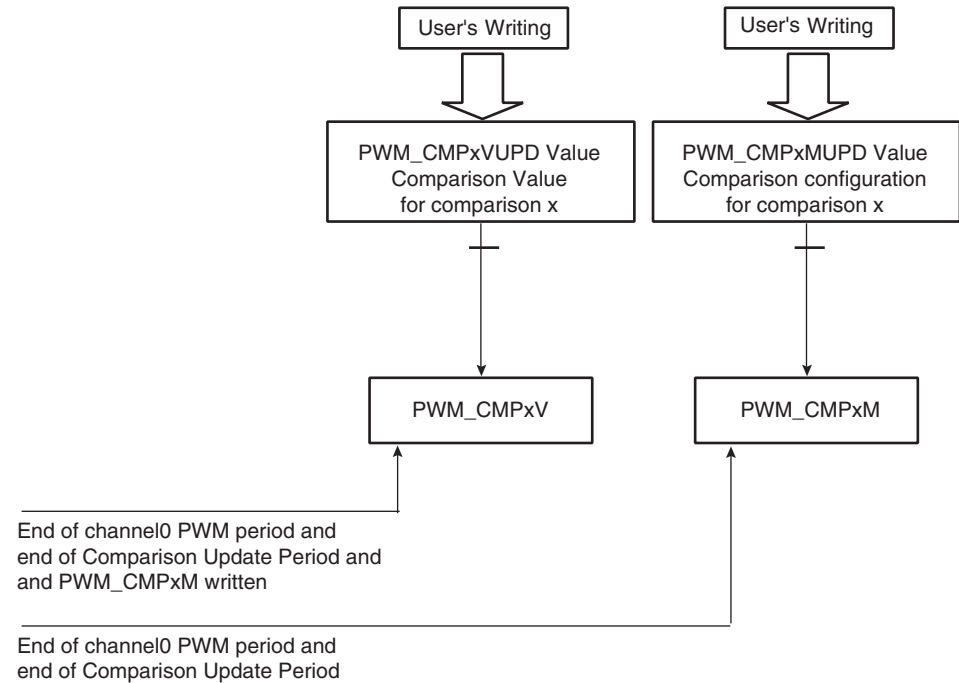 User's Writing
User's Writing
PWM_CMPxVUPD Value
Comparison Value
for comparison x
PWM_CMPxMUPD Value
Comparison configuration
for comparison x
PWM_CMPxV
PWM_CMPxM
End of channel0 PWM period and
end of Comparison Update Period and
and PWM_CMPxM written
End of channel0 PWM period and
end of Comparison Update Period